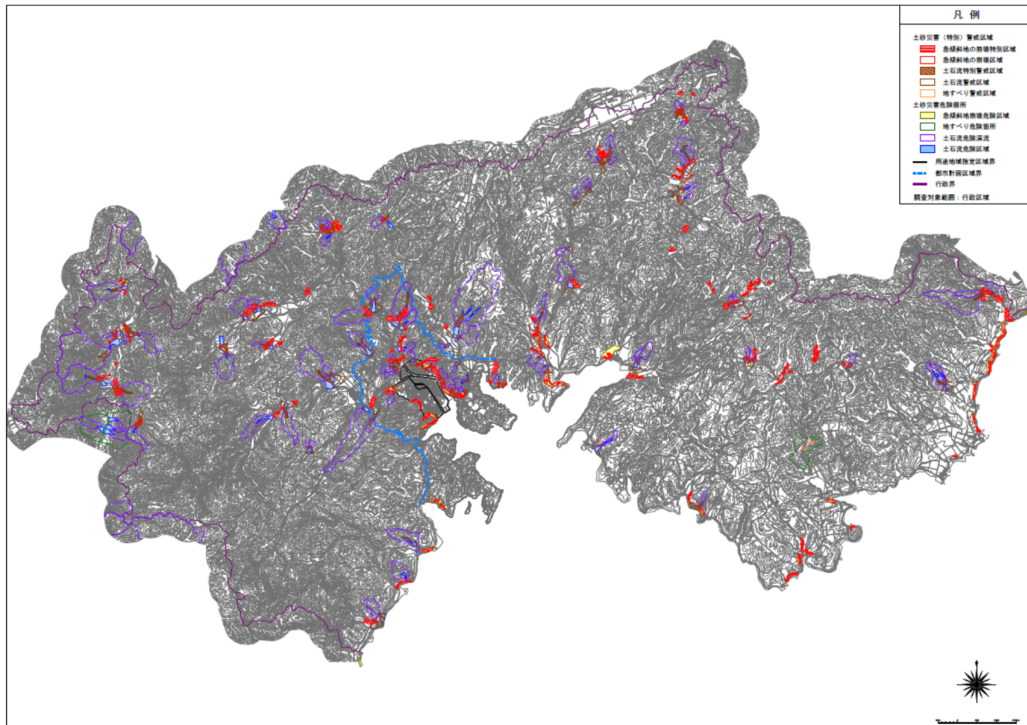 凡 例
土砂災害（特別）警戒区域
急傾斜地の崩壊特別区域
急傾斜地の崩壊区域
土石流特別警戒区域
土石流警戒区域
地すべり警戒区域
土砂災害危険箇所
急傾斜地崩壊危険区域
地すべり危険箇所
土石流危険渓流
土石流危険区域
用途地域指定区域界
都市計画区域界
行政界
調査対象範囲：行政区域